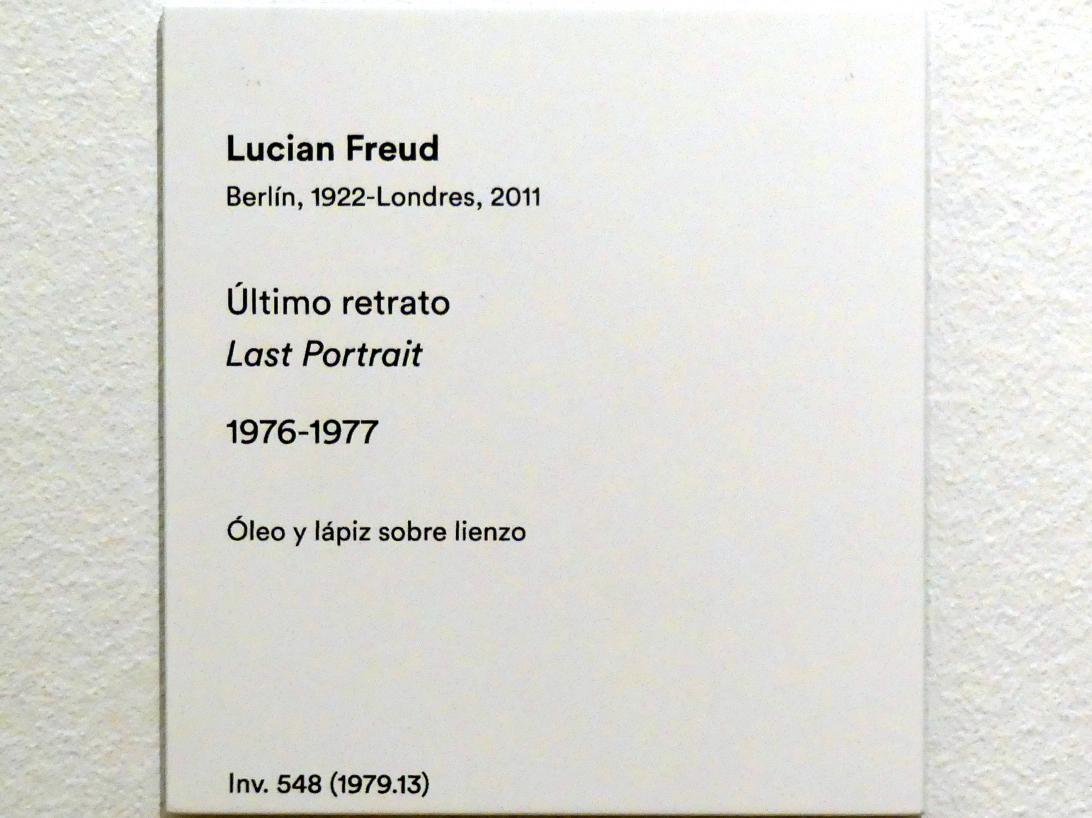 Lucian Freud
Berlín, 1922-Londres, 2011
Último retrato
Last Portrait
1976-1977
Óleo y lápiz sobre lienzo
Inv. 548 (1979.13)